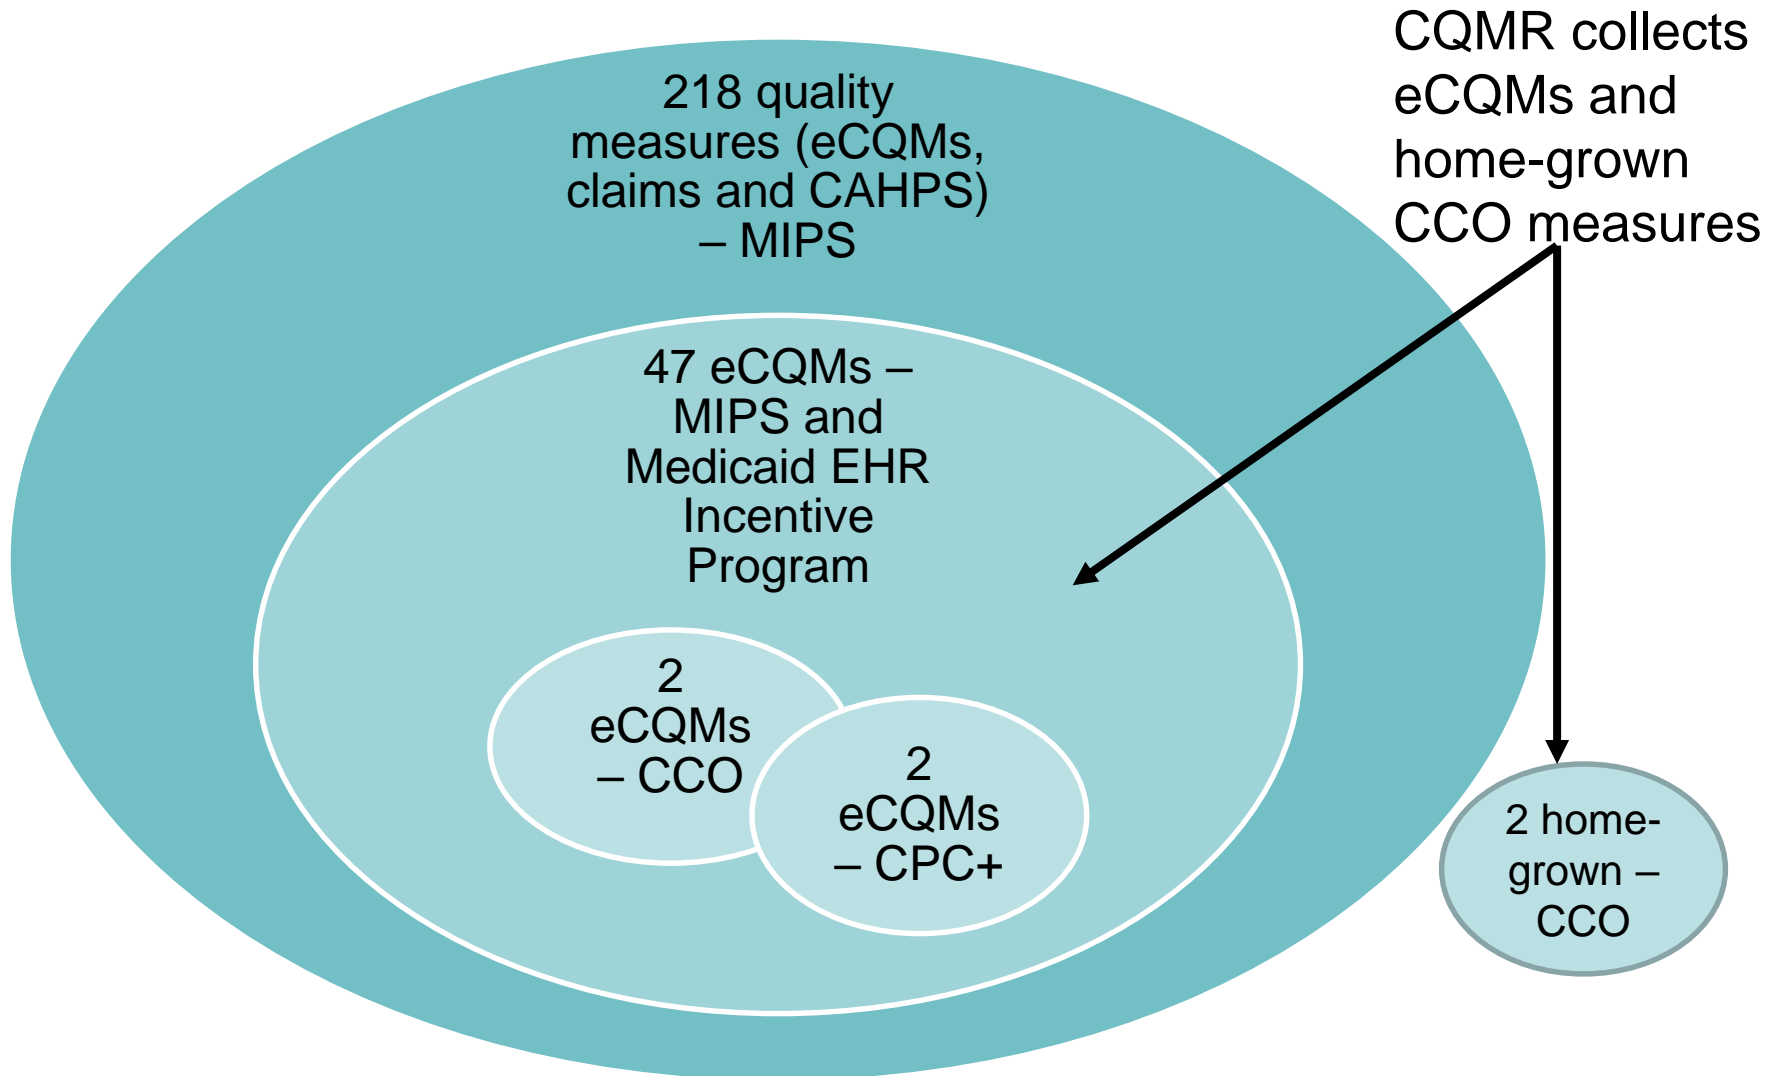 CQMR collects
eCQMs and
home-grown
CCO measures
218 quality
measures (eCQMs,
claims and CAHPS)
– MIPS
47 eCQMs –
MIPS and
Medicaid EHR
Incentive
Program
2
eCQMs
– CCO
2
eCQMs
– CPC+
2 home-
grown –
CCO